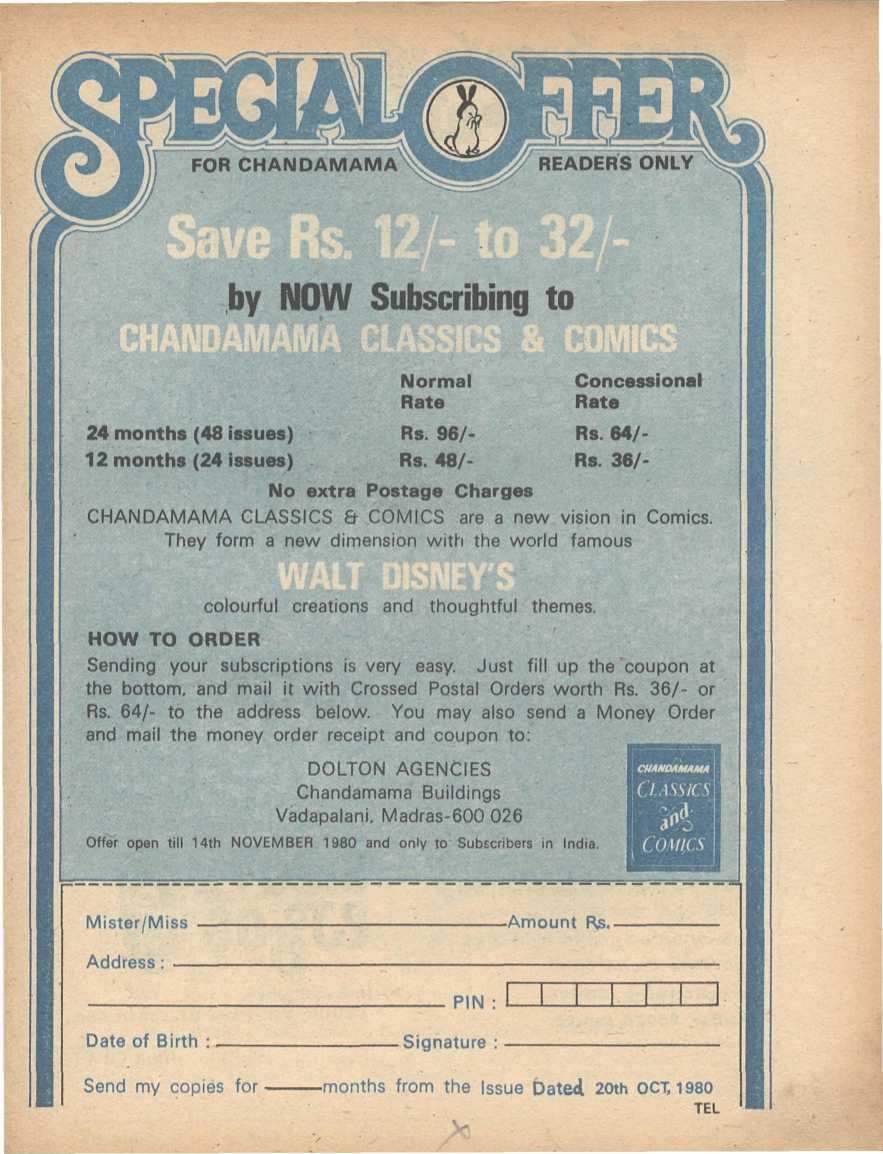 SPECIAL OFFER
FOR CHANDAMAMA READER'S ONLY
Save Rs. 12/- to 32/-
by NOW Subscribing to
CHANDAMAMA CLASSICS & COMICS
Normal Rate Concessional Rate
24 months (48 issues) Rs. 96/- Rs. 64/-
12 months (24 issues) Rs. 48/- Rs. 36/-
No extra Postage Charges
CHANDAMAMA CLASSICS & COMICS are a new vision in Comics.
They form a new dimension with the world famous
WALT DISNEY'S
colourful creations and thoughtful themes.
HOW TO ORDER
Sending your subscriptions is very easy. Just fill up the coupon at
the bottom, and mail it with Crossed Postal Orders worth Rs. 36/- or
Rs. 64/- to the address below. You may also send a Money Order
and mail the money order receipt and coupon to:
DOLTON AGENCIES
Chandamama Buildings
Vadapalani, Madras-600 026
Offer open till 14th NOVEMBER 1980 and only to Subscribers in India.
CHANDAMAMA
CLASSICS
and
COMICS
Mister/Miss Amount Rs.
Address :
PIN :
Date of Birth : Signature :
Send my copies for months from the Issue Dated 20th OCT, 1980
TEL